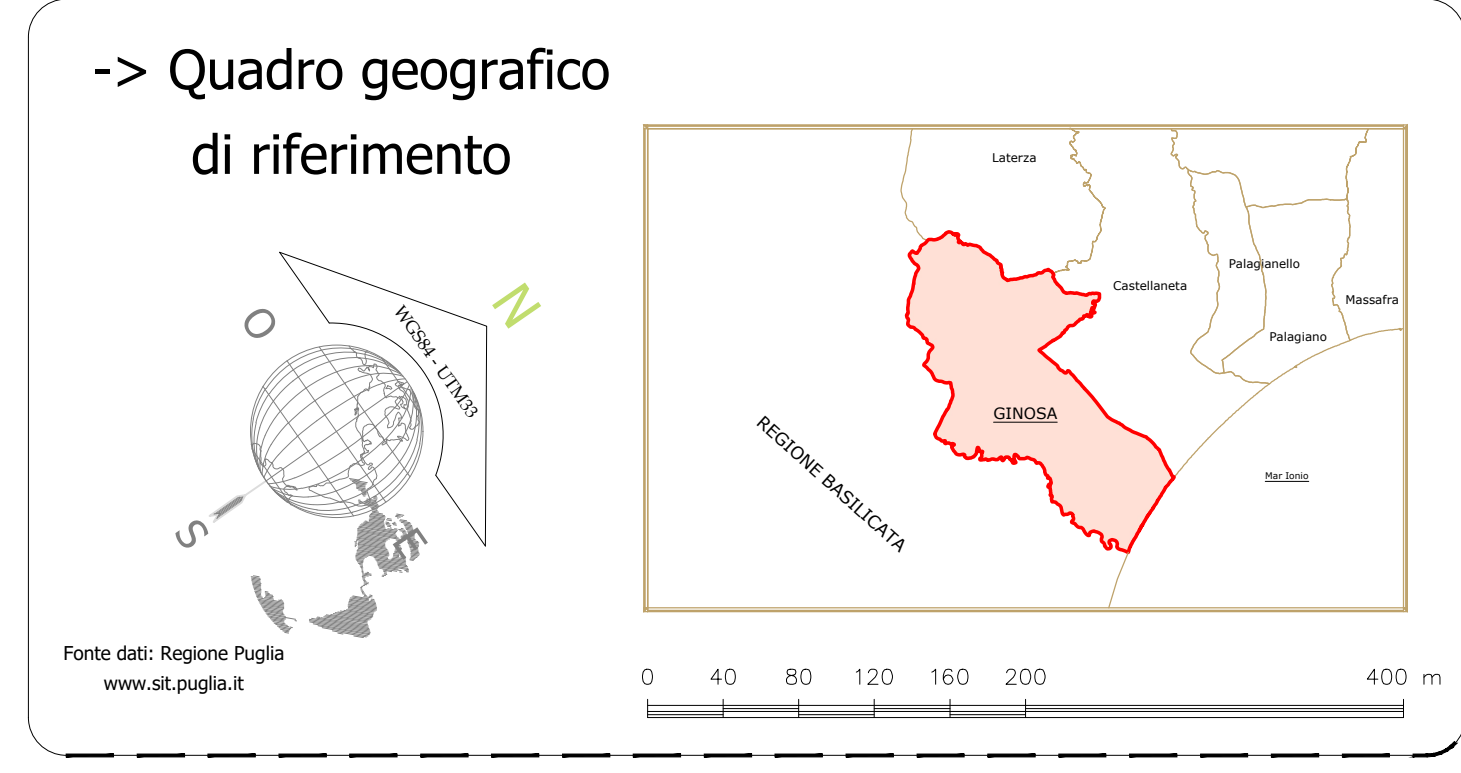 -> Quadro geografico
di riferimento
N
O
WGS84 - UTM33
S
E
Fonte dati: Regione Puglia
www.sit.puglia.it
Laterza
Palagianello
Castellaneta
Massafra
Palagiano
GINOSA
REGIONE BASILICATA
Mar Ionio
0 40 80 120 160 200 400 m